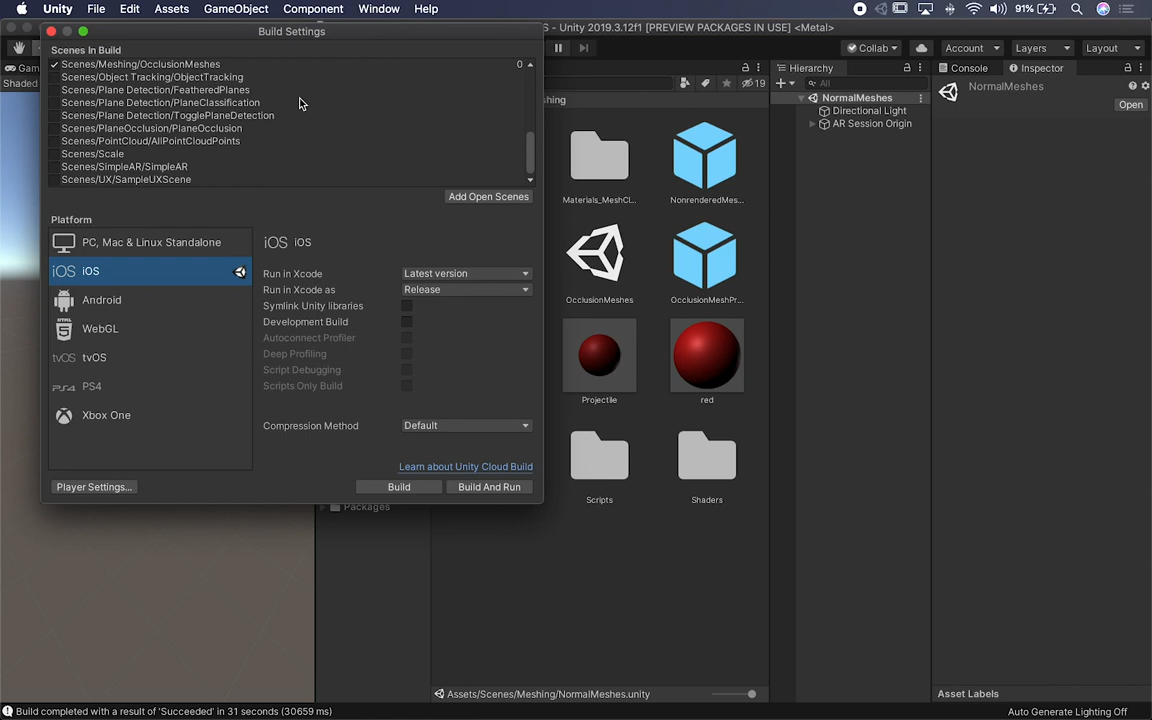 Unity File Edit Assets GameObject Component Window Help 91%
Build Settings
S - Unity 2019.3.12f1 [PREVIEW PACKAGES IN USE] <Metal>
Collab Account Layers Layout
Scenes In Build
Scenes/Meshing/OcclusionMeshes 0
Scenes/Object Tracking/ObjectTracking
Scenes/Plane Detection/FeatheredPlanes
Scenes/Plane Detection/PlaneClassification
Scenes/Plane Detection/TogglePlaneDetection
Scenes/PlaneOcclusion/PlaneOcclusion
Scenes/PointCloud/AllPointCloudPoints
Scenes/Scale
Scenes/SimpleAR/SimpleAR
Scenes/UX/SampleUXScene
Add Open Scenes
Platform
PC, Mac & Linux Standalone
iOS iOS
Android
WebGL
tvOS tvOS
PS4 PS4
Xbox One
iOS iOS
Run in Xcode Latest version
Run in Xcode as Release
Symlink Unity libraries
Development Build
Autoconnect Profiler
Deep Profiling
Script Debugging
Scripts Only Build
Compression Method Default
Learn about Unity Cloud Build
Player Settings... Build Build And Run
Gam
Shaded
19
shing
Materials_MeshCl... NonrenderedMes...
OcclusionMeshes OcclusionMeshPr...
Projectile red
Scripts Shaders
Packages
Assets/Scenes/Meshing/NormalMeshes.unity
Hierarchy
All
NormalMeshes
Directional Light
AR Session Origin
Console Inspector
NormalMeshes
Open
Asset Labels
Build completed with a result of 'Succeeded' in 31 seconds (30659 ms)
Auto Generate Lighting Off